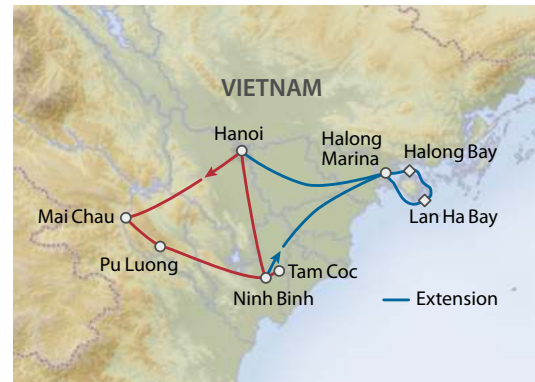 VIETNAM
Hanoi
Halong
Marina
Halong Bay
Mai Chau
Lan Ha Bay
Pu Luong
Tam Coc
Ninh Binh
Extension